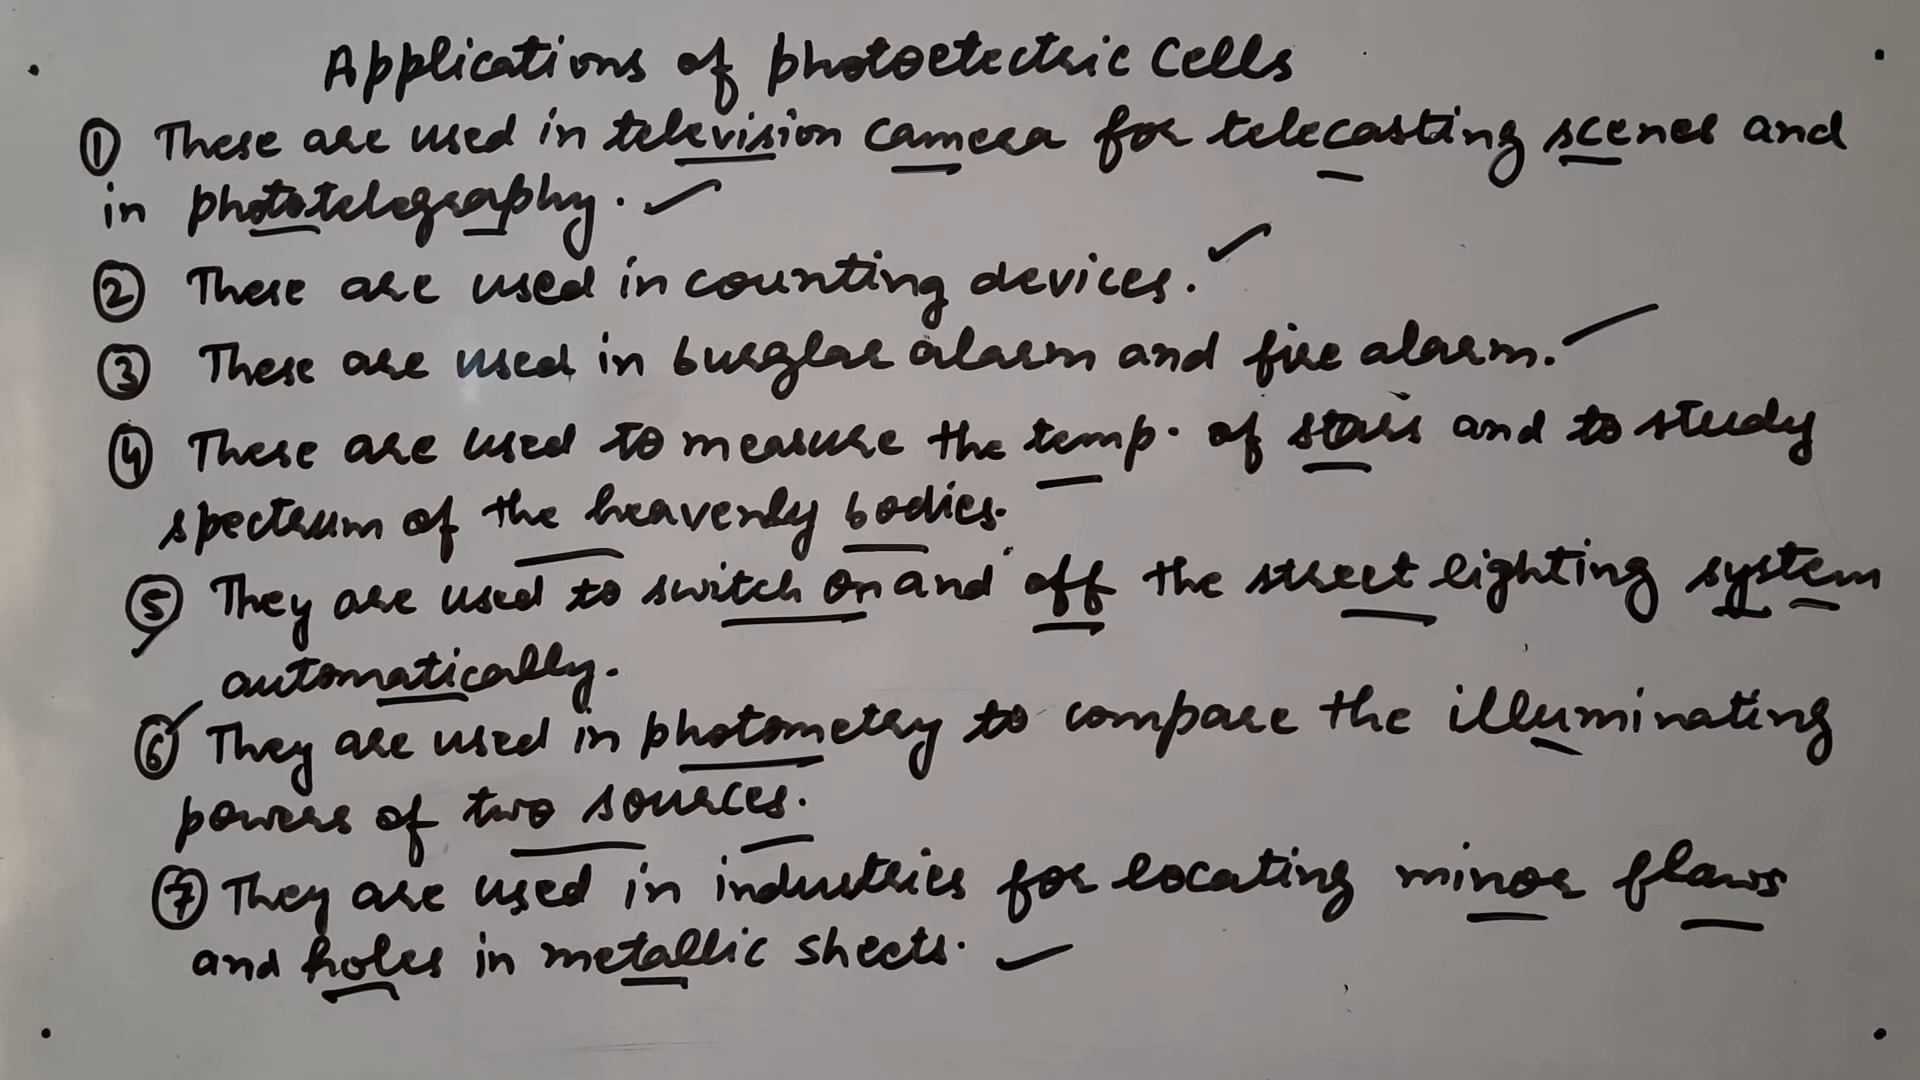 Applications of photoelectric cells
① These are used in television camera for telecasting scenes and
in phototelegraphy.
② These are used in counting devices.
③ These are used in burglar alarm and fire alarm.
④ These are used to measure the temp. of stars and to study
spectrum of the heavenly bodies.
⑤ They are used to switch on and off the street lighting system
automatically.
⑥ They are used in photometry to compare the illuminating
powers of two sources.
⑦ They are used in industries for locating minor flaws
and holes in metallic sheets.